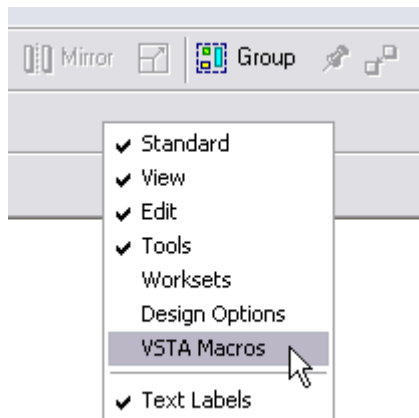 Mirror Group
Standard
View
Edit
Tools
Worksets
Design Options
VSTA Macros
Text Labels